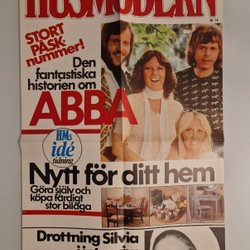 HUSMODERN
Nr 14
STORT
PÅSK-
nummer!
Den
fantastiska
historien om
ABBA
HMs
idé
tidning
Nytt för ditt hem
Göra själv och
köpa färdigt
stor bilaga
Drottning Silvia